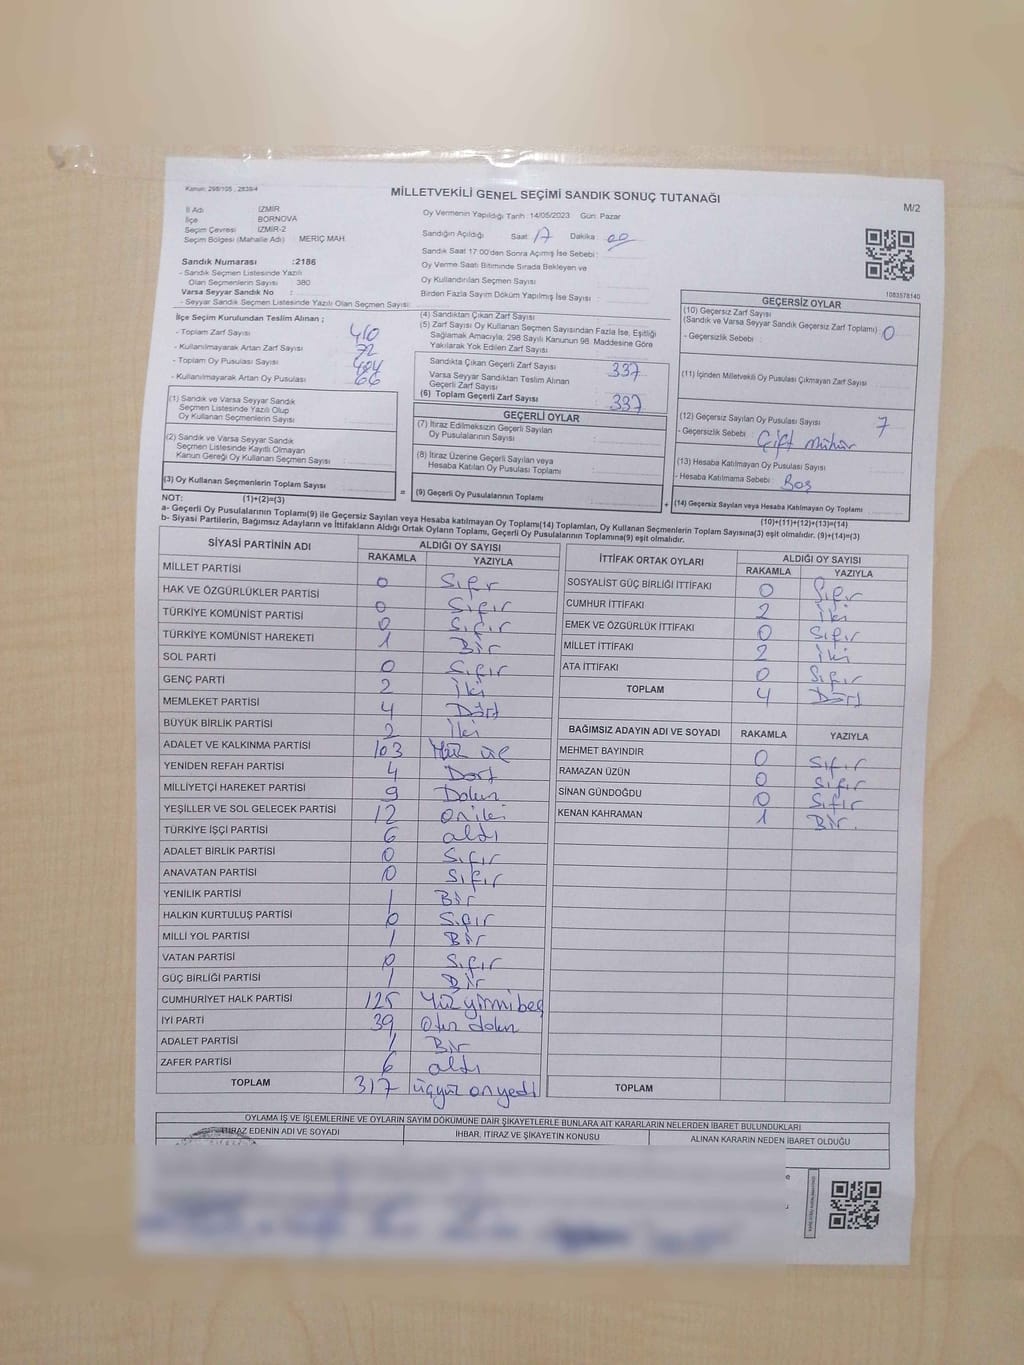 Kanun: 298/105 , 2839/4
MİLLETVEKİLİ GENEL SEÇİMİ SANDIK SONUÇ TUTANAĞI
M/2
İl Adı İZMİR
İlçe BORNOVA
Seçim Çevresi İZMİR-2
Seçim Bölgesi (Mahalle Adı) : MERİÇ MAH.
Oy Vermenin Yapıldığı Tarih :14/05/2023 Gün: Pazar
Sandığın Açıldığı Saat: 17 Dakika : 00
Sandık Saat 17:00'den Sonra Açılmış İse Sebebi :
Oy Verme Saati Bitiminde Sırada Bekleyen ve
Oy Kullandırılan Seçmen Sayısı :
Birden Fazla Sayım Döküm Yapılmış İse Sayısı :
Sandık Numarası :2186
- Sandık Seçmen Listesinde Yazılı
Olan Seçmenlerin Sayısı 380
Varsa Seyyar Sandık No :
- Seyyar Sandık Seçmen Listesinde Yazılı Olan Seçmen Sayısı:
1083578140
İlçe Seçim Kurulundan Teslim Alınan ;
- Toplam Zarf Sayısı : 410
- Kullanılmayarak Artan Zarf Sayısı : 72
- Toplam Oy Pusulası Sayısı : 404
- Kullanılmayarak Artan Oy Pusulası : 66
(4) Sandıktan Çıkan Zarf Sayısı :
(5) Zarf Sayısı Oy Kullanan Seçmen Sayısından Fazla İse, Eşitliği
Sağlamak Amacıyla; 298 Sayılı Kanunun 98. Maddesine Göre
Yakılarak Yok Edilen Zarf Sayısı :
Sandıkta Çıkan Geçerli Zarf Sayısı : 337
Varsa Seyyar Sandıktan Teslim Alınan
Geçerli Zarf Sayısı :
(6) Toplam Geçerli Zarf Sayısı : 337
GEÇERSİZ OYLAR
(10) Geçersiz Zarf Sayısı
(Sandık ve Varsa Seyyar Sandık Geçersiz Zarf Toplamı) : 0
- Geçersizlik Sebebi :
(11) İçinden Milletvekili Oy Pusulası Çıkmayan Zarf Sayısı :
(12) Geçersiz Sayılan Oy Pusulası Sayısı : 7
- Geçersizlik Sebebi : Çift mühür
(13) Hesaba Katılmayan Oy Pusulası Sayısı :
- Hesaba Katılmama Sebebi : Boş
(14) Geçersiz Sayılan veya Hesaba Katılmayan Oy Toplamı :
(10)+(11)+(12)+(13)=(14)
(1) Sandık ve Varsa Seyyar Sandık
Seçmen Listesinde Yazılı Olup
Oy Kullanan Seçmenlerin Sayısı :
(2) Sandık ve Varsa Seyyar Sandık
Seçmen Listesinde Kayıtlı Olmayan
Kanun Gereği Oy Kullanan Seçmen Sayısı :
(3) Oy Kullanan Seçmenlerin Toplam Sayısı :
(1)+(2)=(3)
GEÇERLİ OYLAR
(7) İtiraz Edilmeksizin Geçerli Sayılan
Oy Pusulalarının Sayısı :
(8) İtiraz Üzerine Geçerli Sayılan veya
Hesaba Katılan Oy Pusulası Toplamı :
= (9) Geçerli Oy Pusulalarının Toplamı : +
NOT:
a- Geçerli Oy Pusulalarının Toplamı(9) ile Geçersiz Sayılan veya Hesaba katılmayan Oy Toplam(14) Toplamları, Oy Kullanan Seçmenlerin Toplam Sayısına(3) eşit olmalıdır. (9)+(14)=(3)
b- Siyasi Partilerin, Bağımsız Adayların ve İttifakların Aldığı Ortak Oyların Toplamı, Geçerli Oy Pusulalarının Toplamına(9) eşit olmalıdır.
SİYASİ PARTİNİN ADI ALDIĞI OY SAYISI
RAKAMLA YAZIYLA
MİLLET PARTİSİ 0 Sıfır
HAK VE ÖZGÜRLÜKLER PARTİSİ 0 Sıfır
TÜRKİYE KOMÜNİST PARTİSİ 0 Sıfır
TÜRKİYE KOMÜNİST HAREKETİ 1 Bir
SOL PARTİ 0 Sıfır
GENÇ PARTİ 2 İki
MEMLEKET PARTİSİ 4 Dört
BÜYÜK BİRLİK PARTİSİ 2 İki
ADALET VE KALKINMA PARTİSİ 103 Yüz üç
YENİDEN REFAH PARTİSİ 4 Dört
MİLLİYETÇİ HAREKET PARTİSİ 9 Dokuz
YEŞİLLER VE SOL GELECEK PARTİSİ 12 oniki
TÜRKİYE İŞÇİ PARTİSİ 6 altı
ADALET BİRLİK PARTİSİ 0 Sıfır
ANAVATAN PARTİSİ 0 Sıfır
YENİLİK PARTİSİ 1 Bir
HALKIN KURTULUŞ PARTİSİ 0 Sıfır
MİLLİ YOL PARTİSİ 1 Bir
VATAN PARTİSİ 0 Sıfır
GÜÇ BİRLİĞİ PARTİSİ 1 Bir
CUMHURİYET HALK PARTİSİ 125 Yüzyirmibeş
İYİ PARTİ 39 Otuz dokuz
ADALET PARTİSİ 1 Bir
ZAFER PARTİSİ 6 altı
TOPLAM 317 üçyüz onyedi
İTTİFAK ORTAK OYLARI ALDIĞI OY SAYISI
RAKAMLA YAZIYLA
SOSYALİST GÜÇ BİRLİĞİ İTTİFAKI 0 Sıfır
CUMHUR İTTİFAKI 2 İki
EMEK VE ÖZGÜRLÜK İTTİFAKI 0 Sıfır
MİLLET İTTİFAKI 2 İki
ATA İTTİFAKI 0 Sıfır
TOPLAM 4 Dört
BAĞIMSIZ ADAYIN ADI VE SOYADI RAKAMLA YAZIYLA
MEHMET BAYINDIR 0 Sıfır
RAMAZAN ÜZÜN 0 Sıfır
SİNAN GÜNDOĞDU 0 Sıfır
KENAN KAHRAMAN 1 Bir.
TOPLAM
OYLAMA İŞ VE İŞLEMLERİNE VE OYLARIN SAYIM DÖKÜMÜNE DAİR ŞİKAYETLERLE BUNLARA AİT KARARLARIN NELERDEN İBARET BULUNDUKLARI
İTİRAZ EDENİN ADI VE SOYADI İHBAR, İTİRAZ VE ŞİKAYETİN KONUSU ALINAN KARARIN NEDEN İBARET OLDUĞU